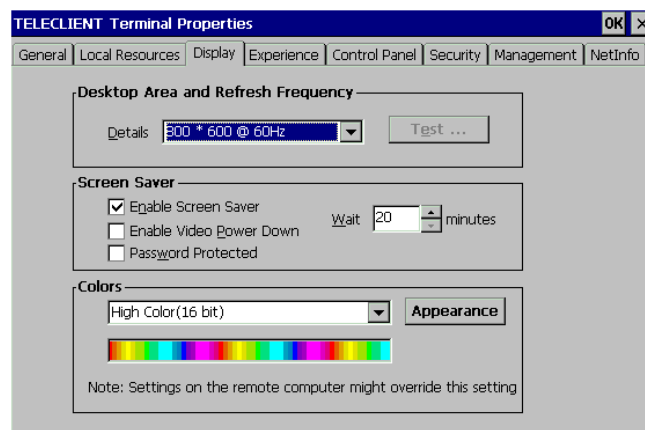 TELECLIENT Terminal Properties OK ×
General Local Resources Display Experience Control Panel Security Management NetInfo
Desktop Area and Refresh Frequency
Details 800 * 600 @ 60Hz Test ...
Screen Saver
Enable Screen Saver
Wait 20 minutes
Enable Video Power Down
Password Protected
Colors
High Color(16 bit) Appearance
Note: Settings on the remote computer might override this setting